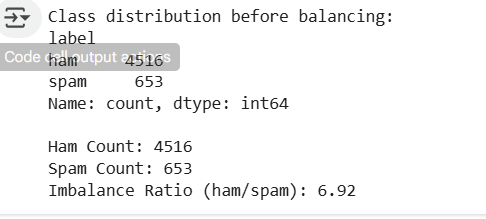 Class distribution before balancing:
label
Code cell output actions
ham 4516
spam 653
Name: count, dtype: int64
Ham Count: 4516
Spam Count: 653
Imbalance Ratio (ham/spam): 6.92